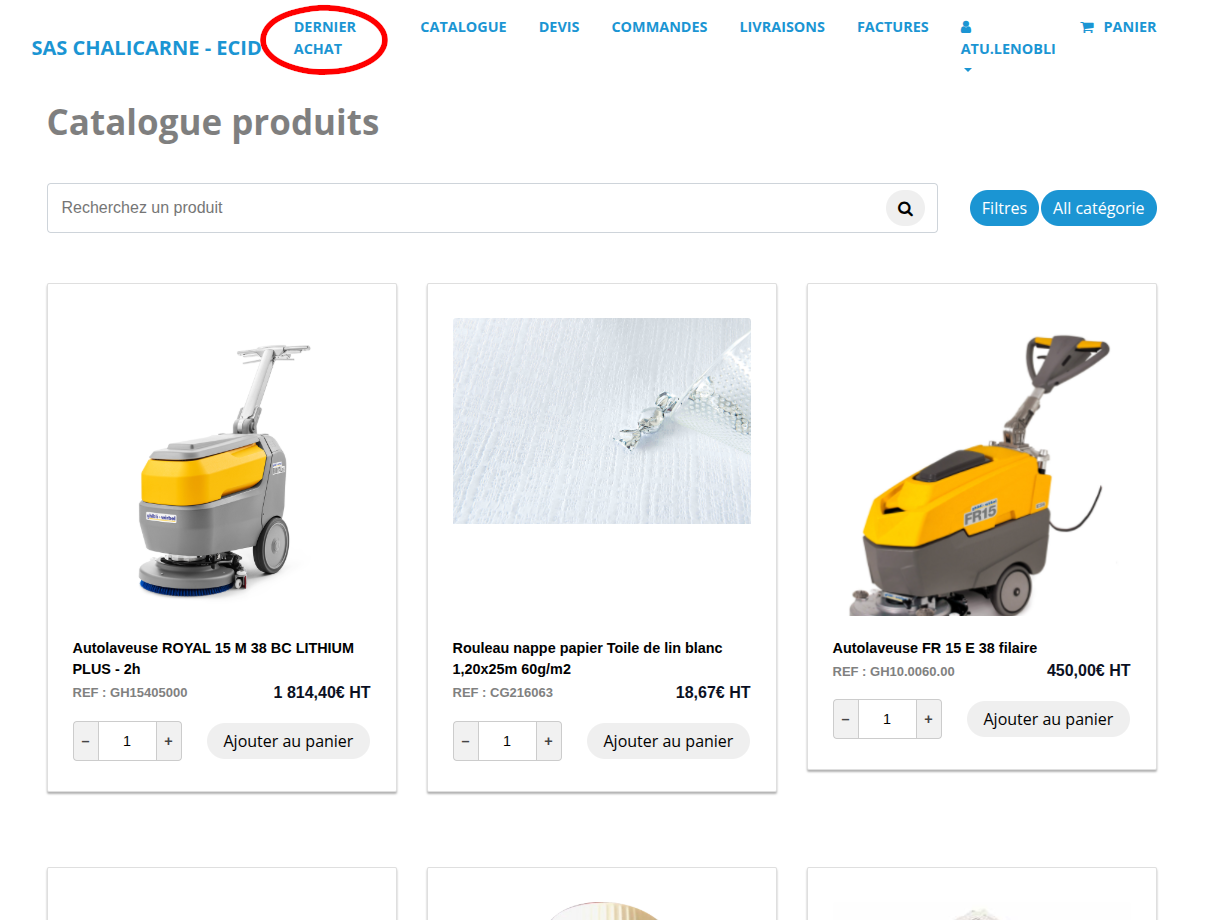 SAS CHALICARNE - ECID
DERNIER
ACHAT
CATALOGUE
DEVIS
COMMANDES
LIVRAISONS
FACTURES
ATU.LENOBLI
PANIER
Catalogue produits
Recherchez un produit
Filtres
All catégorie
FR15
Autolaveuse ROYAL 15 M 38 BC LITHIUM
PLUS - 2h
REF : GH15405000
1 814,40€ HT
– 1 +
Ajouter au panier
Rouleau nappe papier Toile de lin blanc
1,20x25m 60g/m2
REF : CG216063
18,67€ HT
– 1 +
Ajouter au panier
Autolaveuse FR 15 E 38 filaire
REF : GH10.0060.00
450,00€ HT
– 1 +
Ajouter au panier